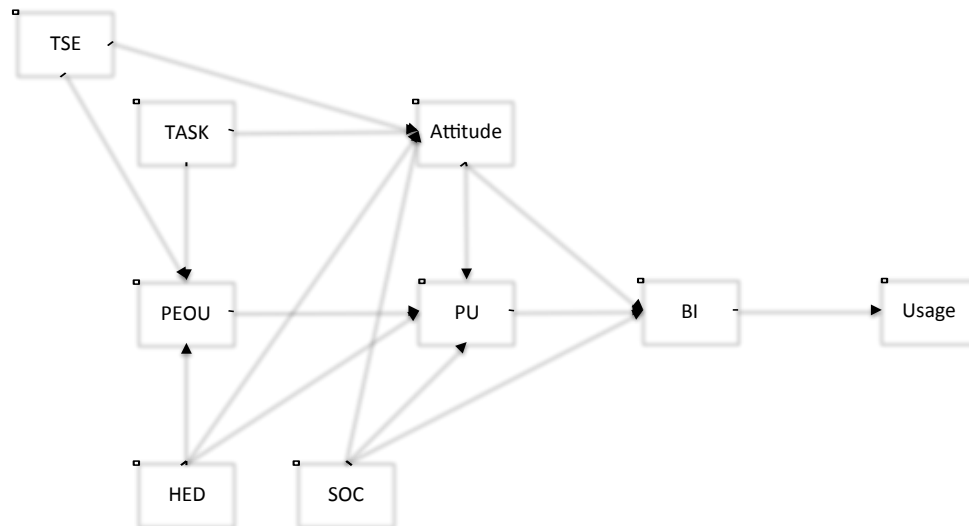 TSE
TASK
Attitude
PEOU
PU
BI
Usage
HED
SOC